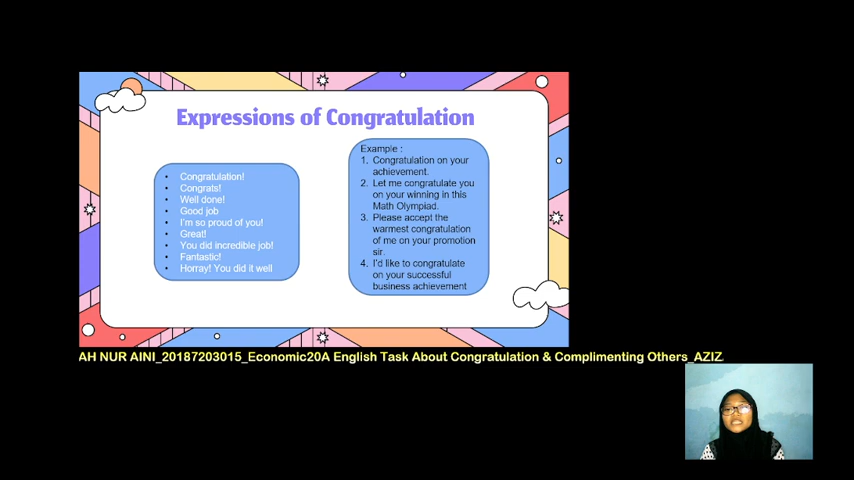 Expressions of Congratulation
• Congratulation!
• Congrats!
• Well done!
• Good job
• I'm so proud of you!
• Great!
• You did incredible job!
• Fantastic!
• Horray! You did it well
Example :
1. Congratulation on your
achievement.
2. Let me congratulate you
on your winning in this
Math Olympiad.
3. Please accept the
warmest congratulation
of me on your promotion
sir.
4. I'd like to congratulate
on your successful
business achievement
AH NUR AINI_20187203015_Economic20A English Task About Congratulation & Complimenting Others_AZIZ